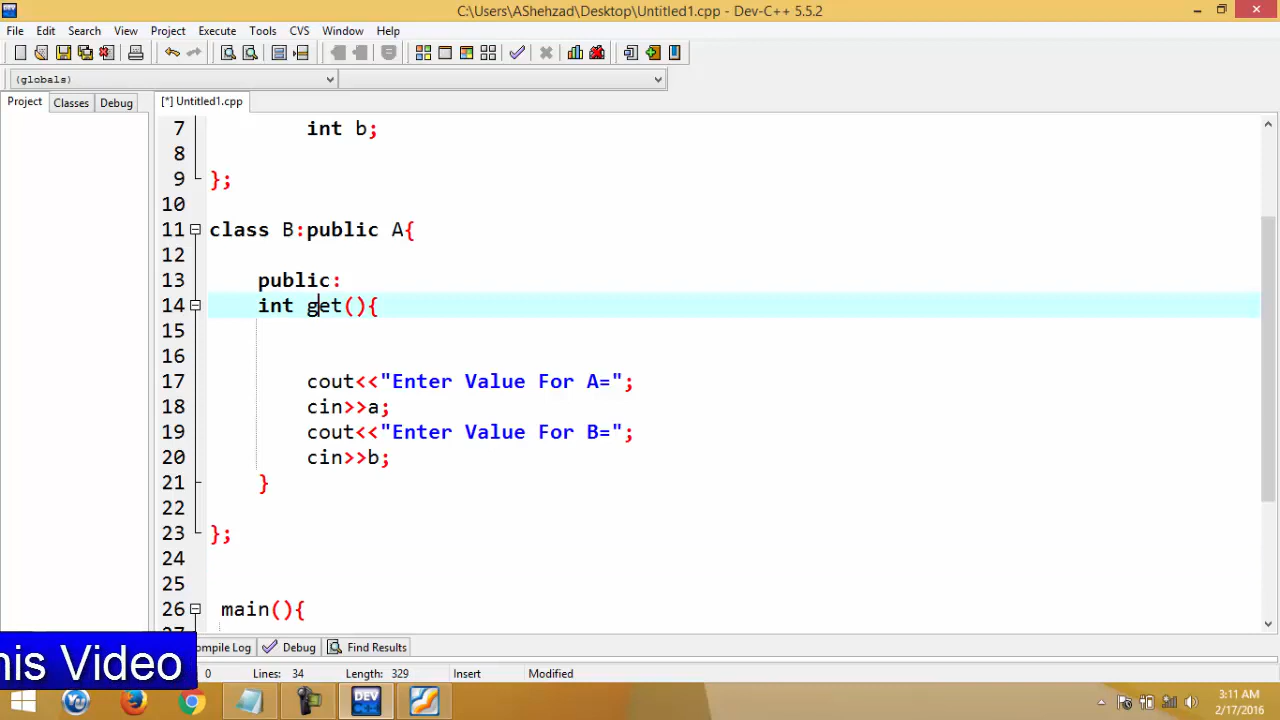 C:\Users\AShehzad\Desktop\Untitled1.cpp - Dev-C++ 5.5.2
File Edit Search View Project Execute Tools CVS Window Help
(globals)
Project Classes Debug [*] Untitled1.cpp
7 int b;
8
9 };
10
11 class B:public A{
12
13 public:
14 int get(){
15
16
17 cout<<"Enter Value For A=";
18 cin>>a;
19 cout<<"Enter Value For B=";
20 cin>>b;
21 }
22
23 };
24
25
26 main(){
27
ompile Log Debug Find Results
his Video
0 Lines: 34 Length: 329 Insert Modified
DEV
3:11 AM
2/17/2016